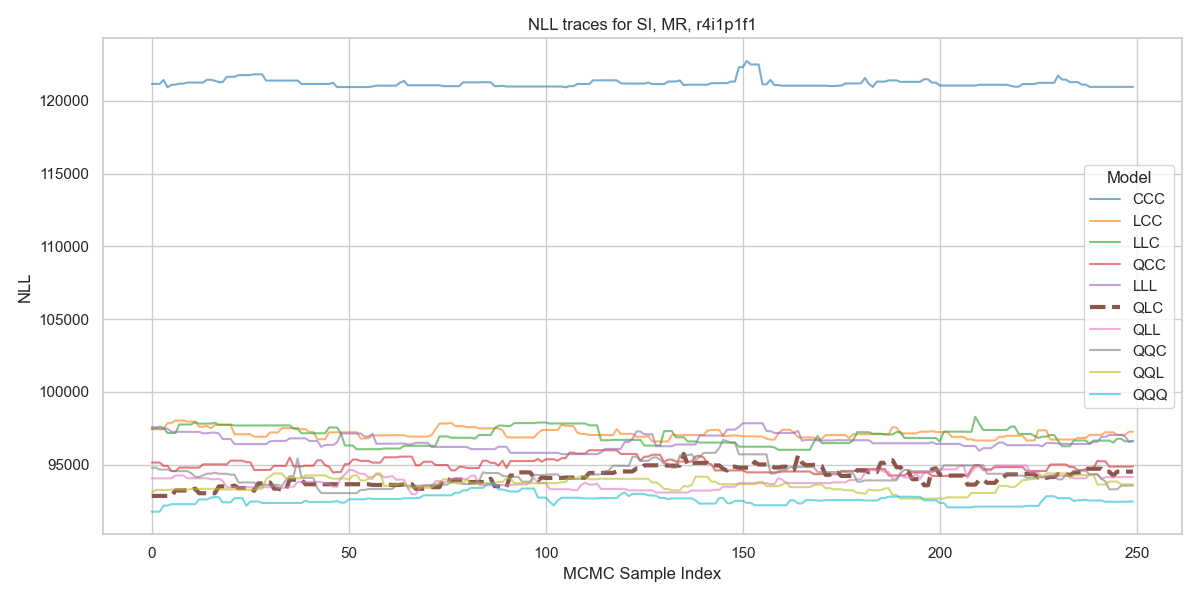 NLL traces for SI, MR, r4i1p1f1
NLL
120000
115000
110000
105000
100000
95000
0
50
100
150
200
250
MCMC Sample Index
Model
CCC
LCC
LLC
QCC
LLL
QLC
QLL
QQC
QQL
QQQ